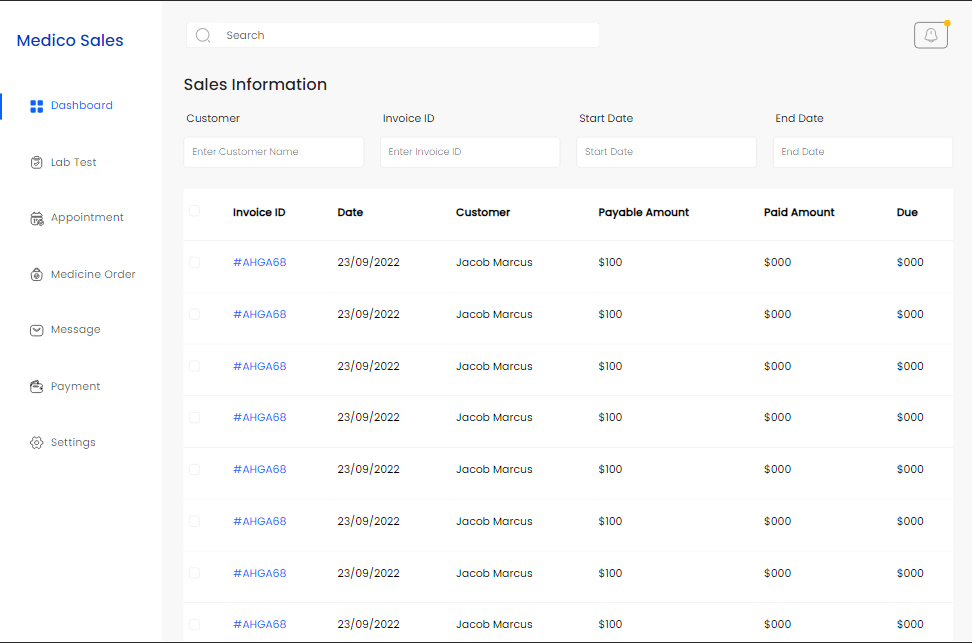 Medico Sales
Dashboard
Lab Test
Appointment
Medicine Order
Message
Payment
Settings
Search
Sales Information
Customer Invoice ID Start Date End Date
Enter Customer Name Enter Invoice ID Start Date End Date
Invoice ID Date Customer Payable Amount Paid Amount Due
#AHGA68 23/09/2022 Jacob Marcus $100 $000 $000
#AHGA68 23/09/2022 Jacob Marcus $100 $000 $000
#AHGA68 23/09/2022 Jacob Marcus $100 $000 $000
#AHGA68 23/09/2022 Jacob Marcus $100 $000 $000
#AHGA68 23/09/2022 Jacob Marcus $100 $000 $000
#AHGA68 23/09/2022 Jacob Marcus $100 $000 $000
#AHGA68 23/09/2022 Jacob Marcus $100 $000 $000
#AHGA68 23/09/2022 Jacob Marcus $100 $000 $000